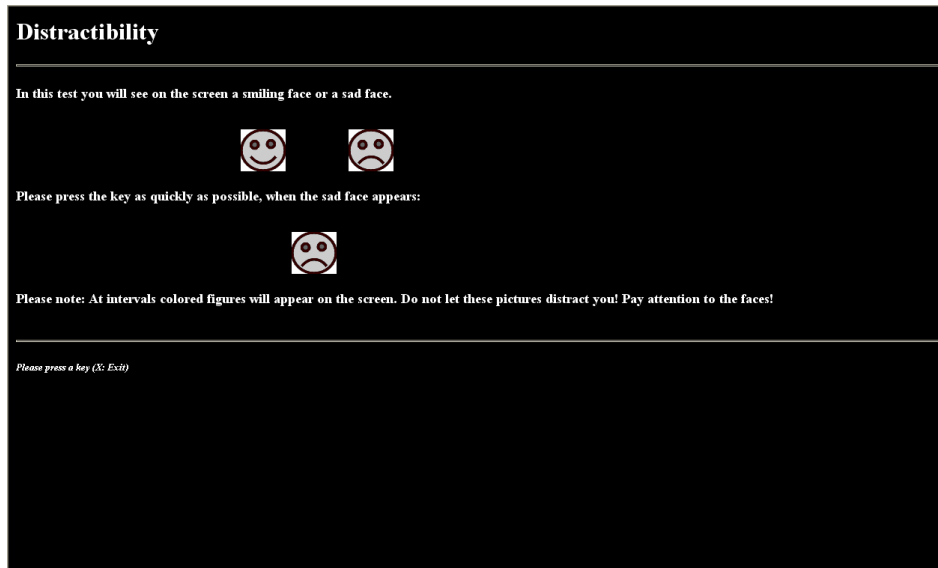 Distractibility
In this test you will see on the screen a smiling face or a sad face.
Please press the key as quickly as possible, when the sad face appears:
Please note: At intervals colored figures will appear on the screen. Do not let these pictures distract you! Pay attention to the faces!
Please press a key (X: Exit)